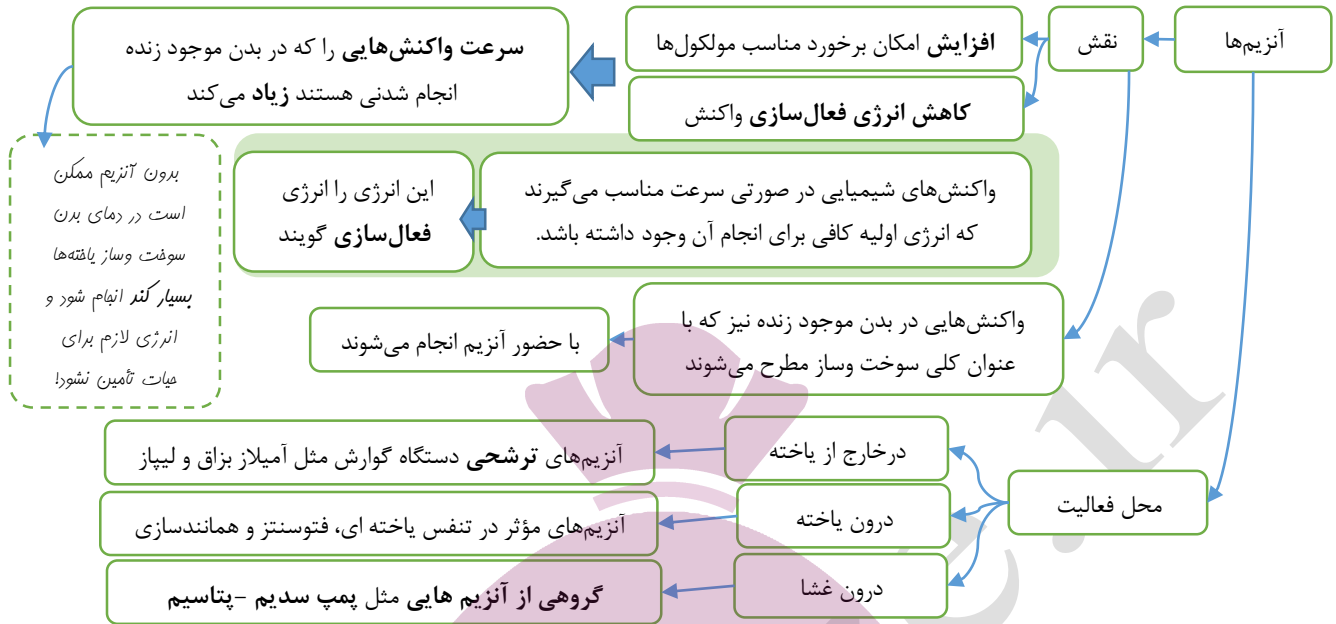 آنزیم‌ها
نقش
افزایش امکان برخورد مناسب مولکول‌ها
کاهش انرژی فعال‌سازی واکنش
سرعت واکنش‌هایی را که در بدن موجود زنده
انجام شدنی هستند زیاد می‌کند
بدون آنزیم ممکن
است در دمای بدن
سوخت وساز یاخته‌ها
بسیار کند انجام شود و
انرژی لازم برای
حیات تأمین نشود!
واکنش‌های شیمیایی در صورتی سرعت مناسب می‌گیرند
که انرژی اولیه کافی برای انجام آن وجود داشته باشد.
این انرژی را انرژی
فعال‌سازی گویند
واکنش‌هایی در بدن موجود زنده نیز که با
عنوان کلی سوخت وساز مطرح می‌شوند
با حضور آنزیم انجام می‌شوند
محل فعالیت
درخارج از یاخته
آنزیم‌های ترشحی دستگاه گوارش مثل آمیلاز بزاق و لیپاز
درون یاخته
آنزیم‌های مؤثر در تنفس یاخته ای، فتوسنتز و همانندسازی
درون غشا
گروهی از آنزیم هایی مثل پمپ سدیم -پتاسیم
e.ir